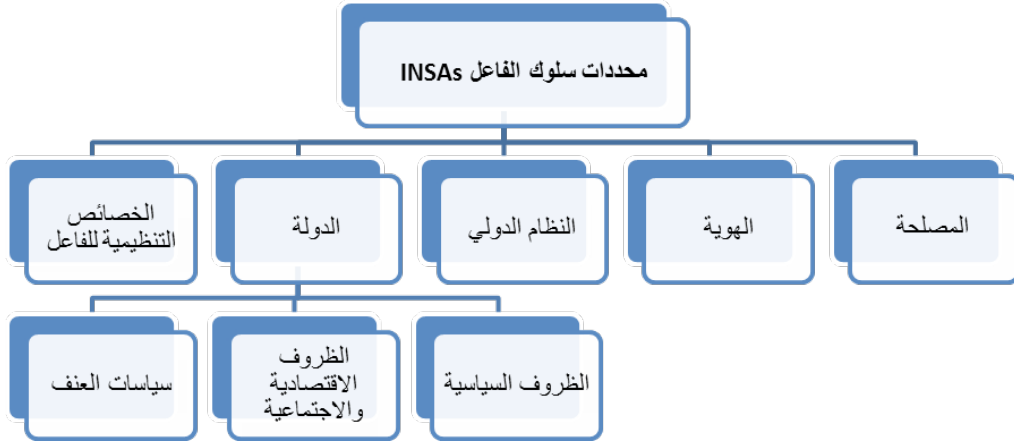 محددات سلوك الفاعل INSAs
المصلحة
الهوية
النظام الدولي
الدولة
الخصائص
التنظيمية للفاعل
الظروف السياسية
الظروف
الاقتصادية
والاجتماعية
سياسات العنف